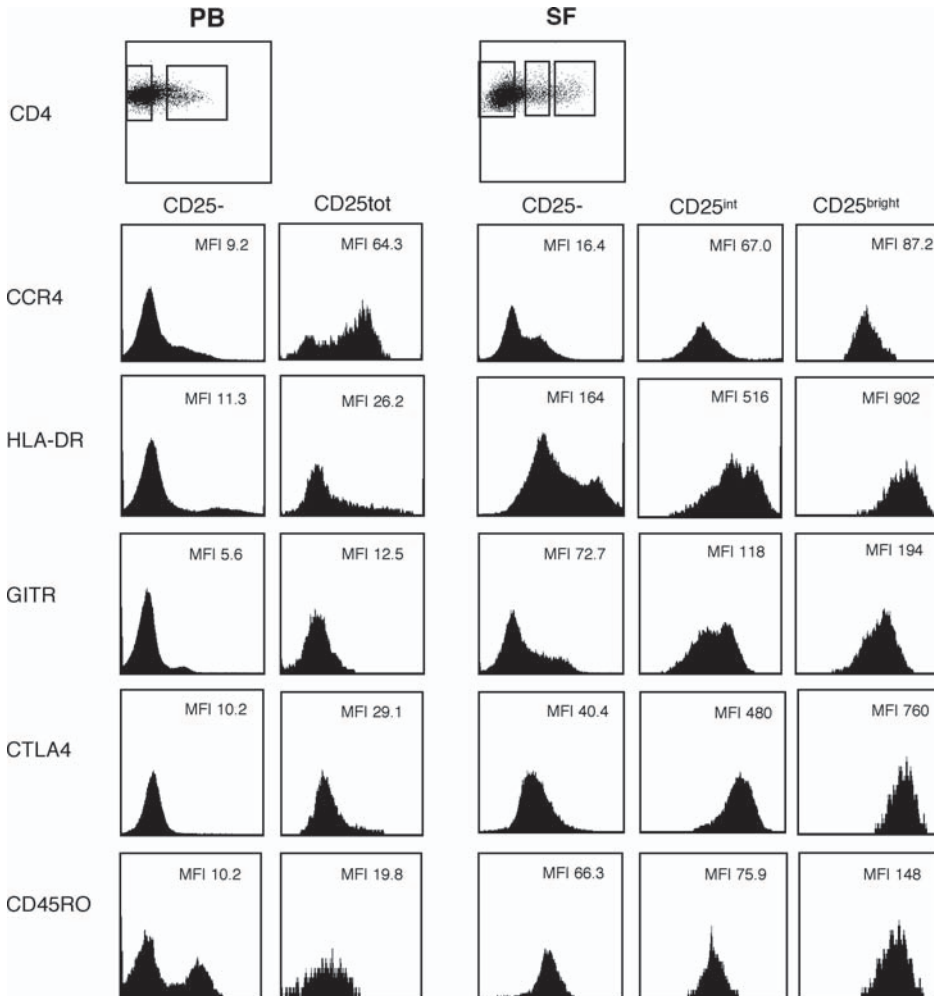 PB SF
CD4
CD25- CD25tot CD25- CD25int CD25bright
CCR4 MFI 9.2 MFI 64.3 MFI 16.4 MFI 67.0 MFI 87.2
HLA-DR MFI 11.3 MFI 26.2 MFI 164 MFI 516 MFI 902
GITR MFI 5.6 MFI 12.5 MFI 72.7 MFI 118 MFI 194
CTLA4 MFI 10.2 MFI 29.1 MFI 40.4 MFI 480 MFI 760
CD45RO MFI 10.2 MFI 19.8 MFI 66.3 MFI 75.9 MFI 148